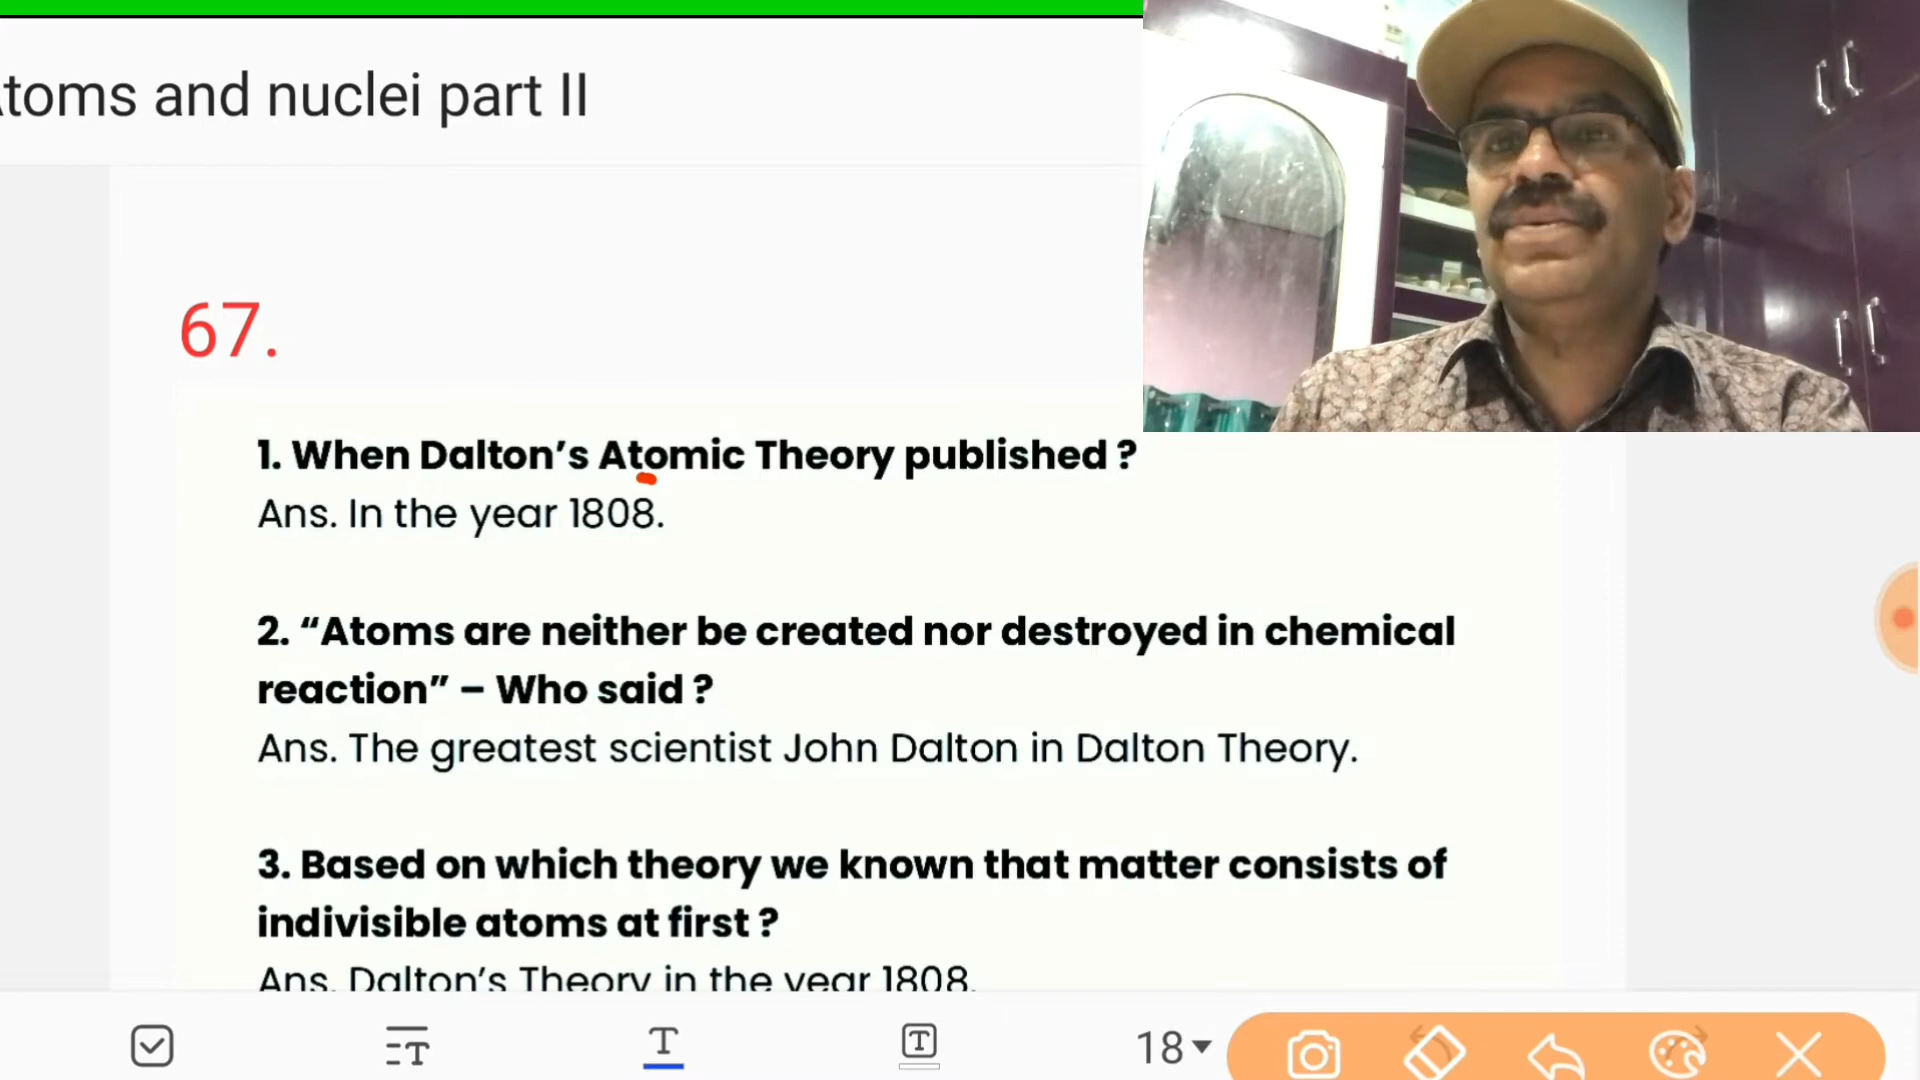 toms and nuclei part II
67.
1. When Dalton’s Atomic Theory published ?
Ans. In the year 1808.
2. “Atoms are neither be created nor destroyed in chemical
reaction” – Who said ?
Ans. The greatest scientist John Dalton in Dalton Theory.
3. Based on which theory we known that matter consists of
indivisible atoms at first ?
Ans. Dalton’s Theory in the year 1808.
18